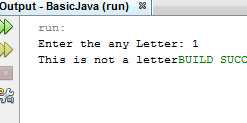 Output - BasicJava (run)
run:
Enter the any Letter: 1
This is not a letterBUILD SUCC